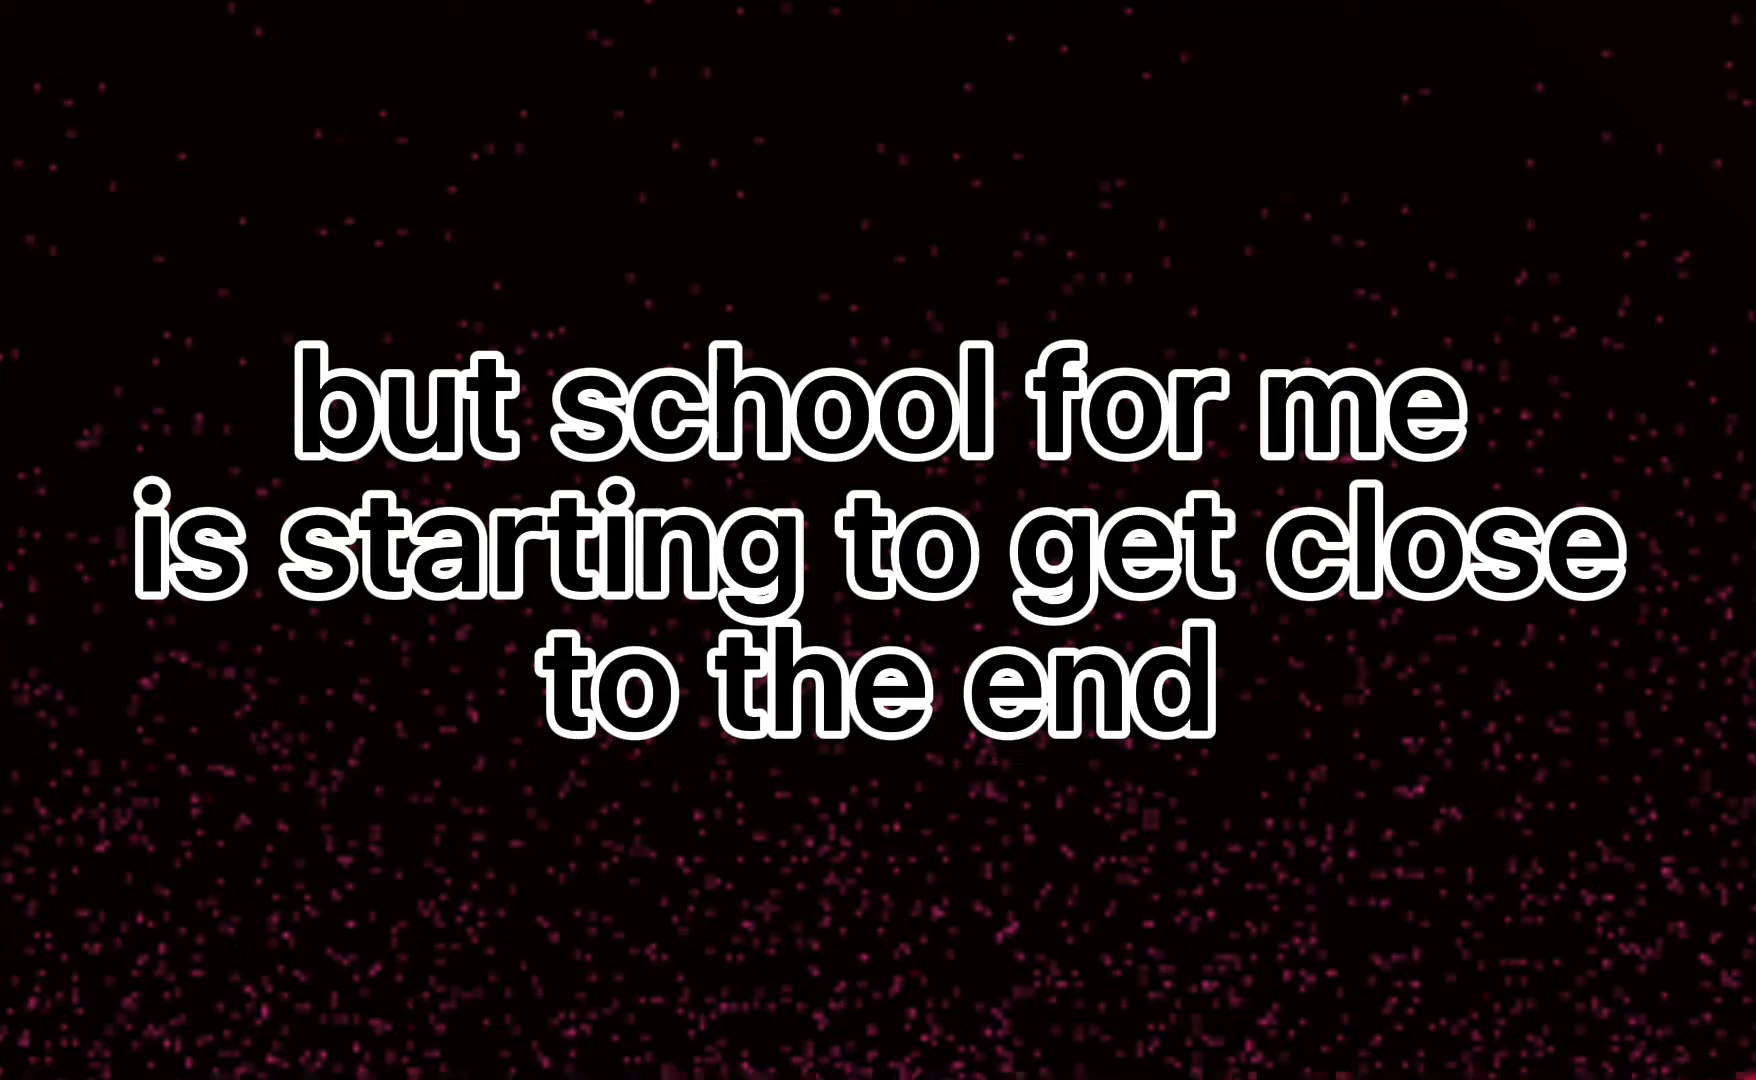 but school for me
is starting to get close
to the end